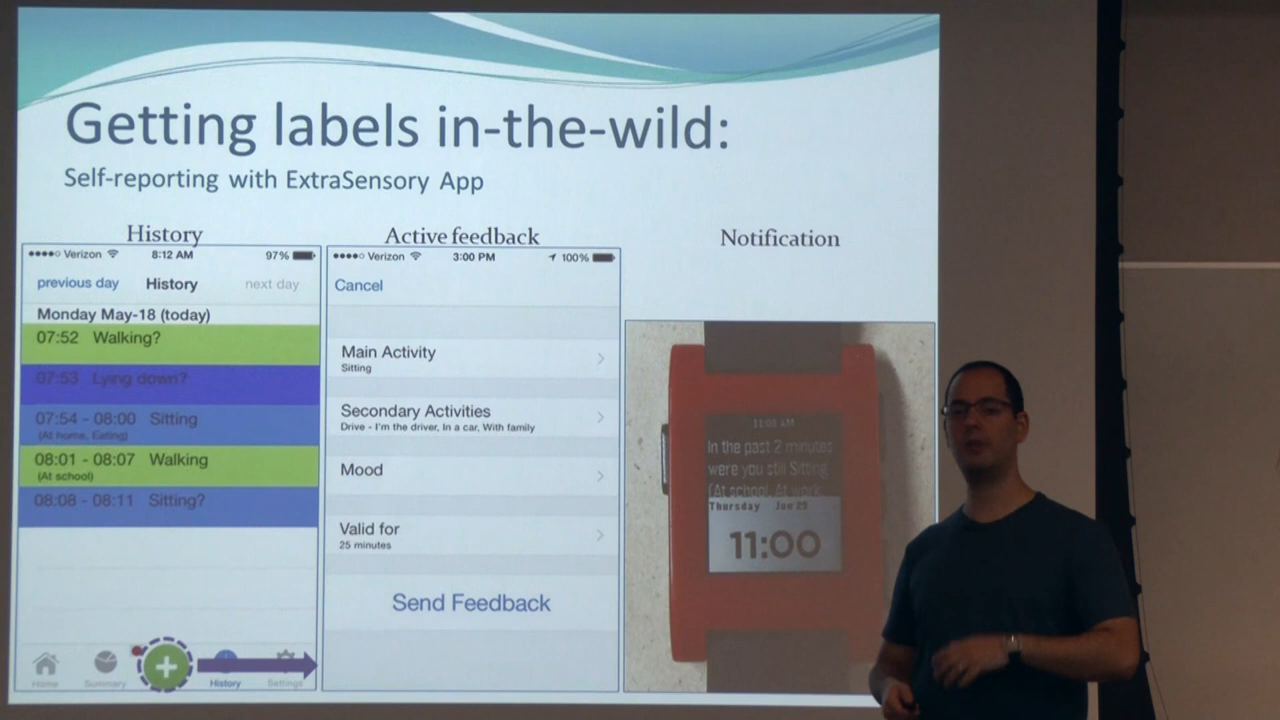 Getting labels in-the-wild:
Self-reporting with ExtraSensory App
History
Active feedback
Notification
Verizon 8:12 AM 97%
previous day History next day
Monday May-18 (today)
07:52 Walking?
07:53 Lying down?
07:54 - 08:00 Sitting
(At home, Eating)
08:01 - 08:07 Walking
(At school)
08:08 - 08:11 Sitting?
Home Summary History Settings
Verizon 3:00 PM 100%
Cancel
Main Activity
Sitting
Secondary Activities
Drive - I'm the driver, In a car, With family
Mood
Valid for
25 minutes
Send Feedback
11:00 AM
In the past 2 minutes
were you still Sitting
(At school, At work
Thursday
11:00